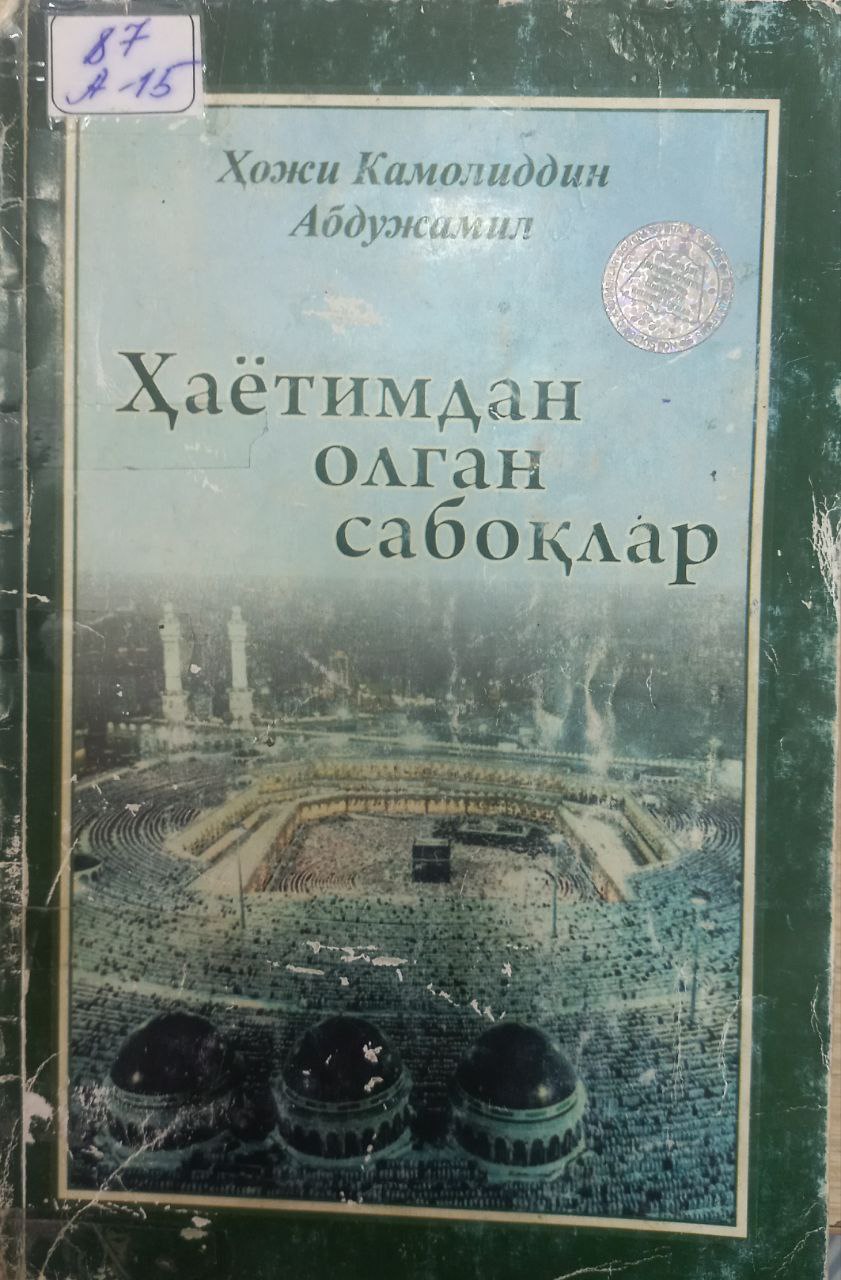 87
A-15
Ҳожи Камолиддин
Абдужамил
Ҳаётимдан
олган
сабоқлар